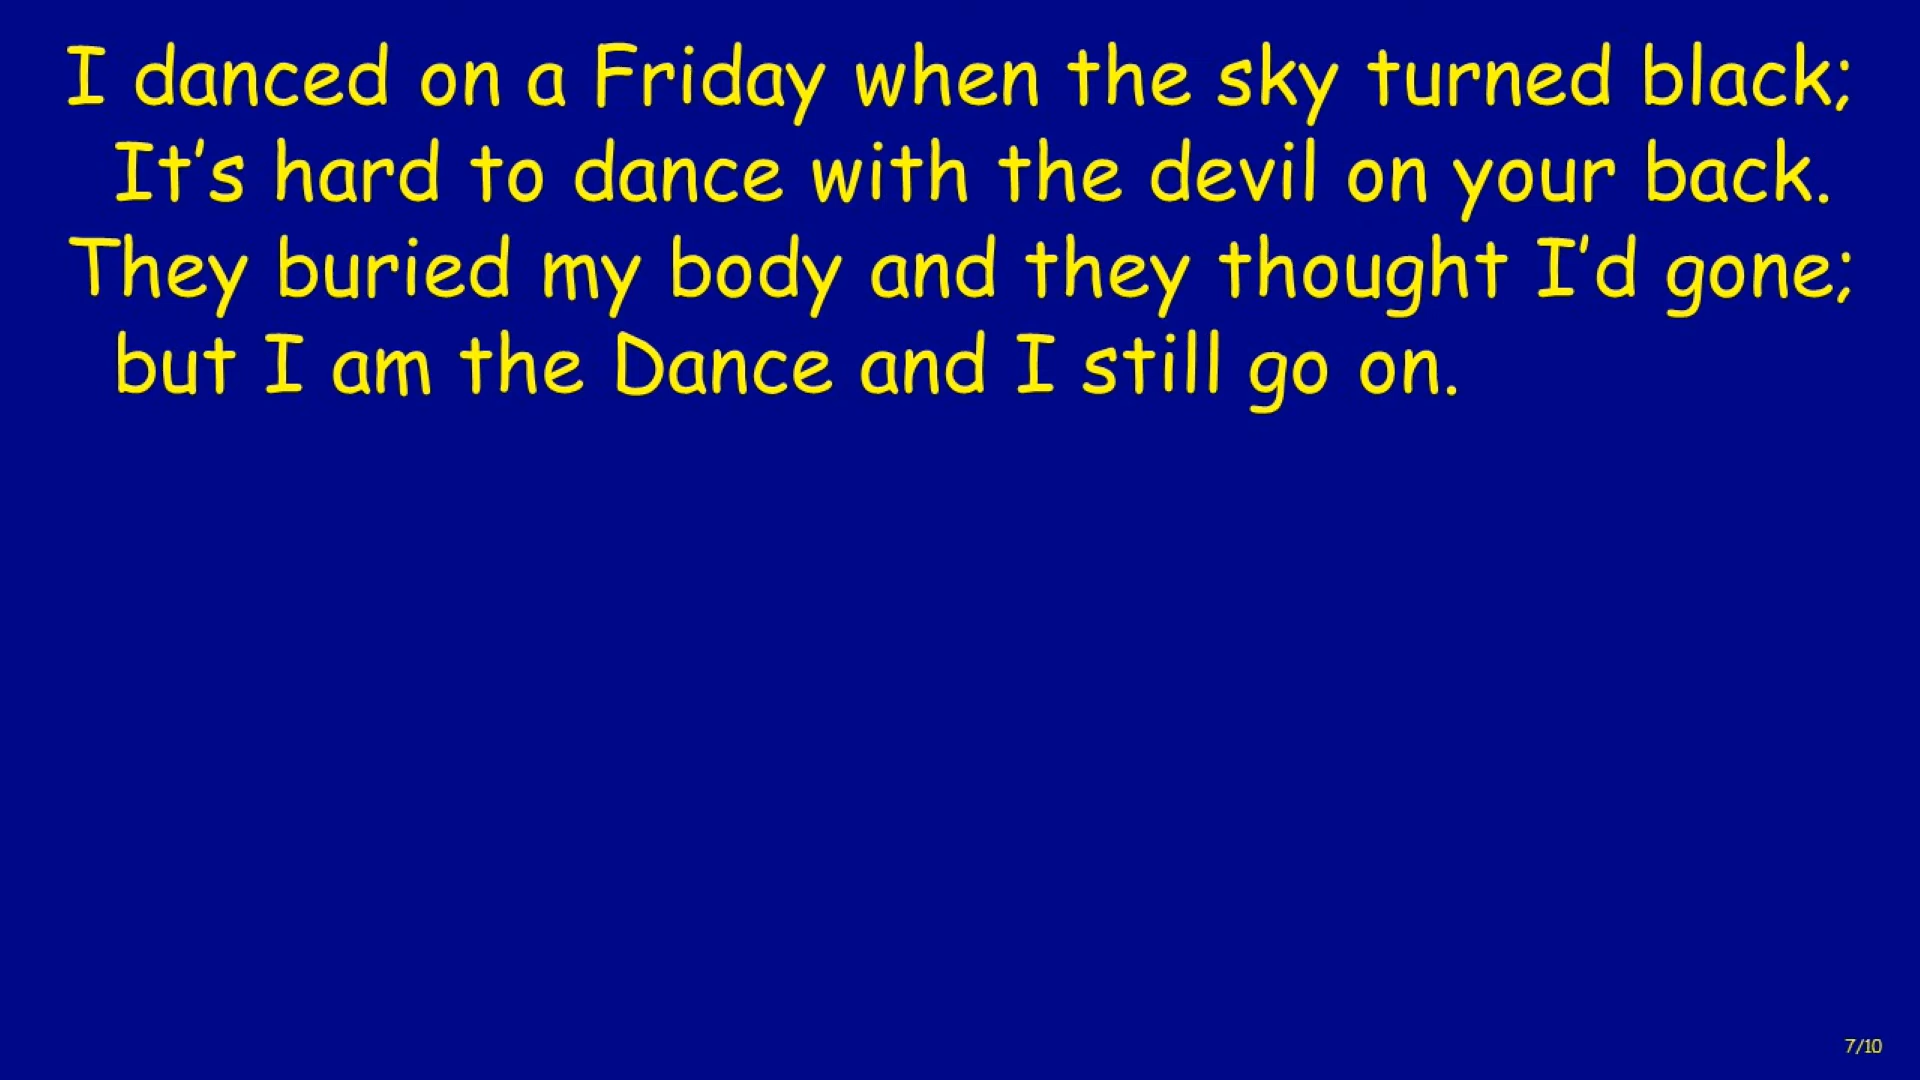 I danced on a Friday when the sky turned black;
It’s hard to dance with the devil on your back.
They buried my body and they thought I’d gone;
but I am the Dance and I still go on.
7/10